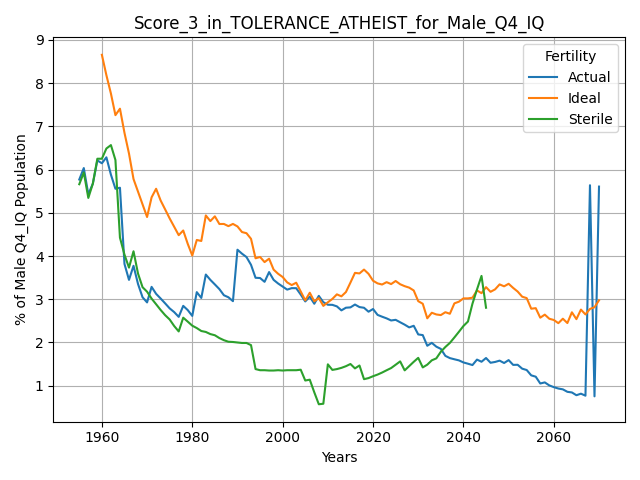 Score_3_in_TOLERANCE_ATHEIST_for_Male_Q4_IQ
% of Male Q4_IQ Population
9
8
7
6
5
4
3
2
1
Fertility
Actual
Ideal
Sterile
1960 1980 2000 2020 2040 2060
Years